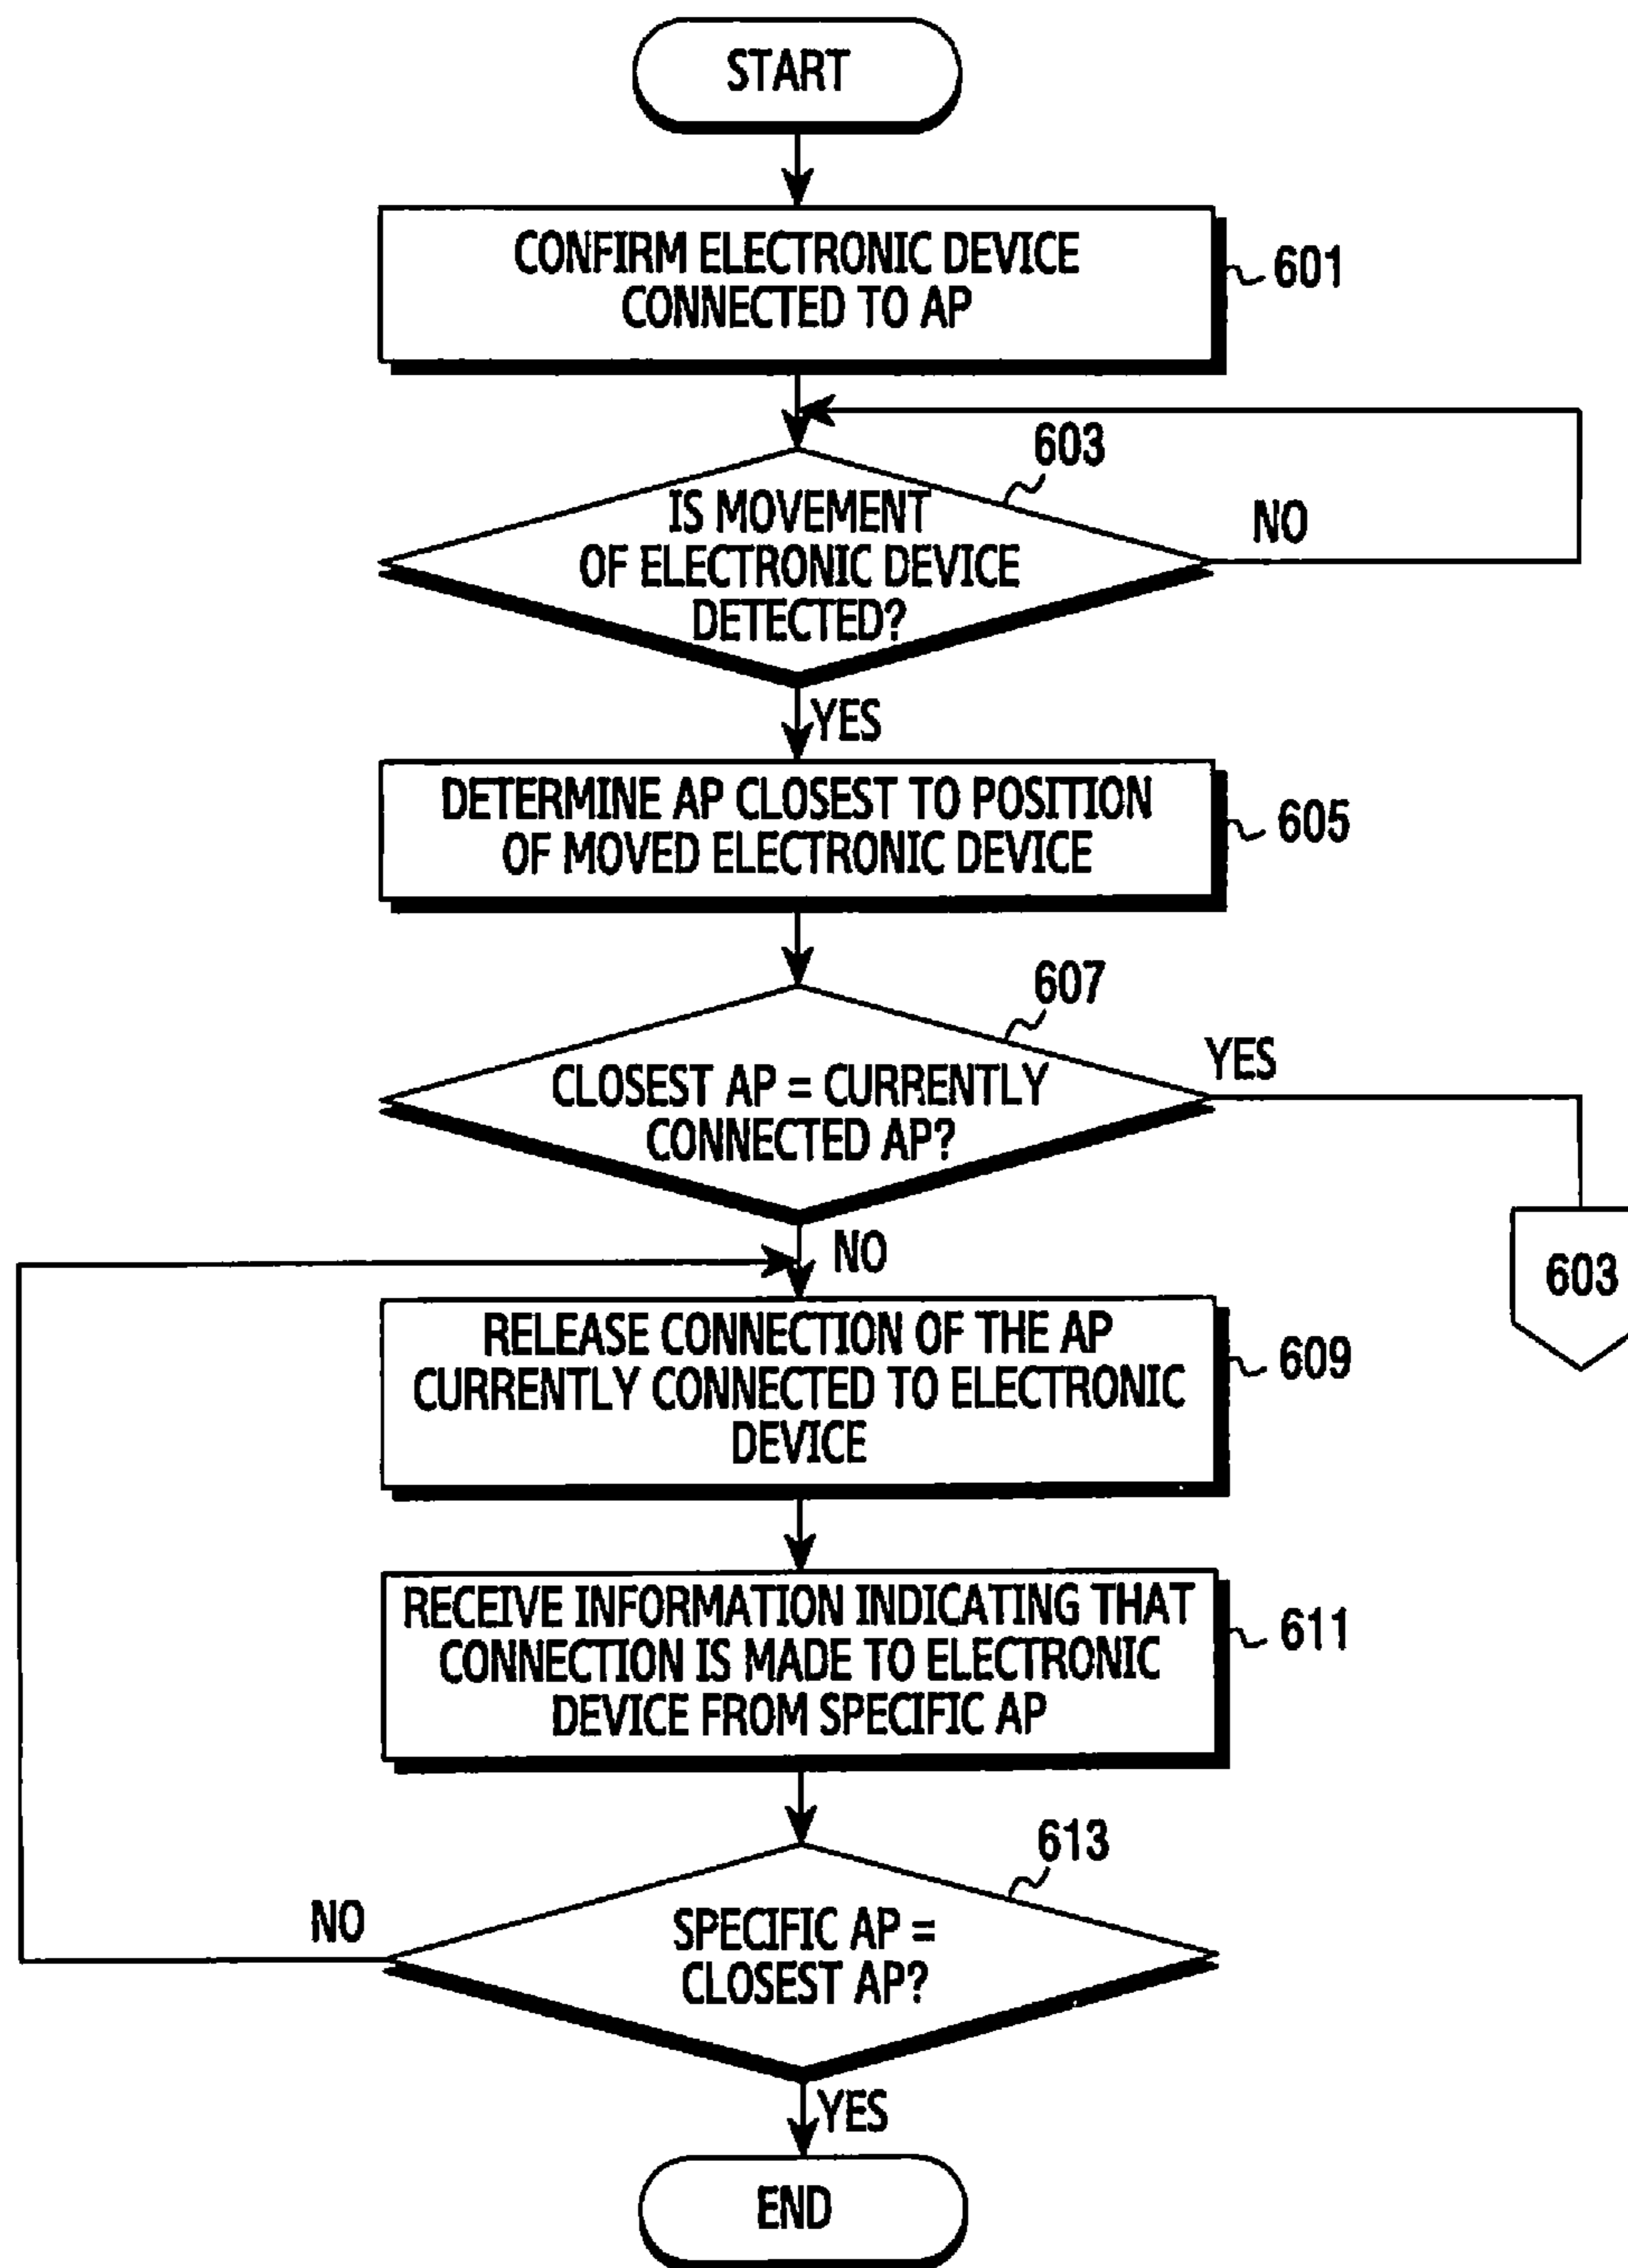 START
CONFIRM ELECTRONIC DEVICE
CONNECTED TO AP
601
603
IS MOVEMENT
OF ELECTRONIC DEVICE
DETECTED?
NO
YES
DETERMINE AP CLOSEST TO POSITION
OF MOVED ELECTRONIC DEVICE
605
607
CLOSEST AP = CURRENTLY
CONNECTED AP?
YES
NO
603
RELEASE CONNECTION OF THE AP
CURRENTLY CONNECTED TO ELECTRONIC
DEVICE
609
RECEIVE INFORMATION INDICATING THAT
CONNECTION IS MADE TO ELECTRONIC
DEVICE FROM SPECIFIC AP
611
613
SPECIFIC AP =
CLOSEST AP?
NO
YES
END